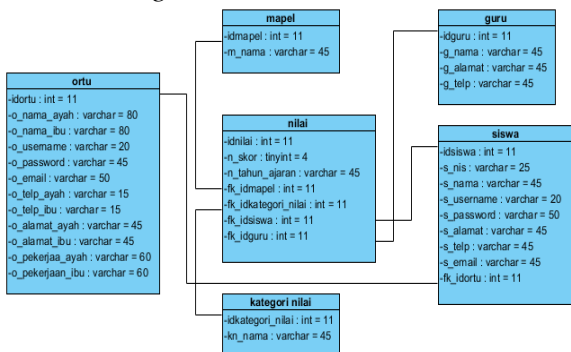 mapel
-idmapel : int = 11
-m_nama : varchar = 45
guru
-idguru : int = 11
-g_nama : varchar = 45
-g_alamat : varchar = 45
-g_telp : varchar = 45
ortu
-idortu : int = 11
-o_nama_ayah : varchar = 80
-o_nama_ibu : varchar = 80
-o_username : varchar = 20
-o_password : varchar = 45
-o_email : varchar = 50
-o_telp_ayah : varchar = 15
-o_telp_ibu : varchar = 15
-o_alamat_ayah : varchar = 45
-o_alamat_ibu : varchar = 45
-o_pekerjaa_ayah : varchar = 60
-o_pekerjaan_ibu : varchar = 60
nilai
-idnilai : int = 11
-n_skor : tinyint = 4
-n_tahun_ajaran : varchar = 45
-fk_idmapel : int = 11
-fk_idkategori_nilai : int = 11
-fk_idsiswa : int = 11
-fk_idguru : int = 11
siswa
-idsiswa : int = 11
-s_nis : varchar = 25
-s_nama : varchar = 45
-s_username : varchar = 20
-s_password : varchar = 50
-s_alamat : varchar = 45
-s_telp : varchar = 45
-s_email : varchar = 45
-fk_idortu : int = 11
kategori nilai
-idkategori_nilai : int = 11
-kn_nama : varchar = 45